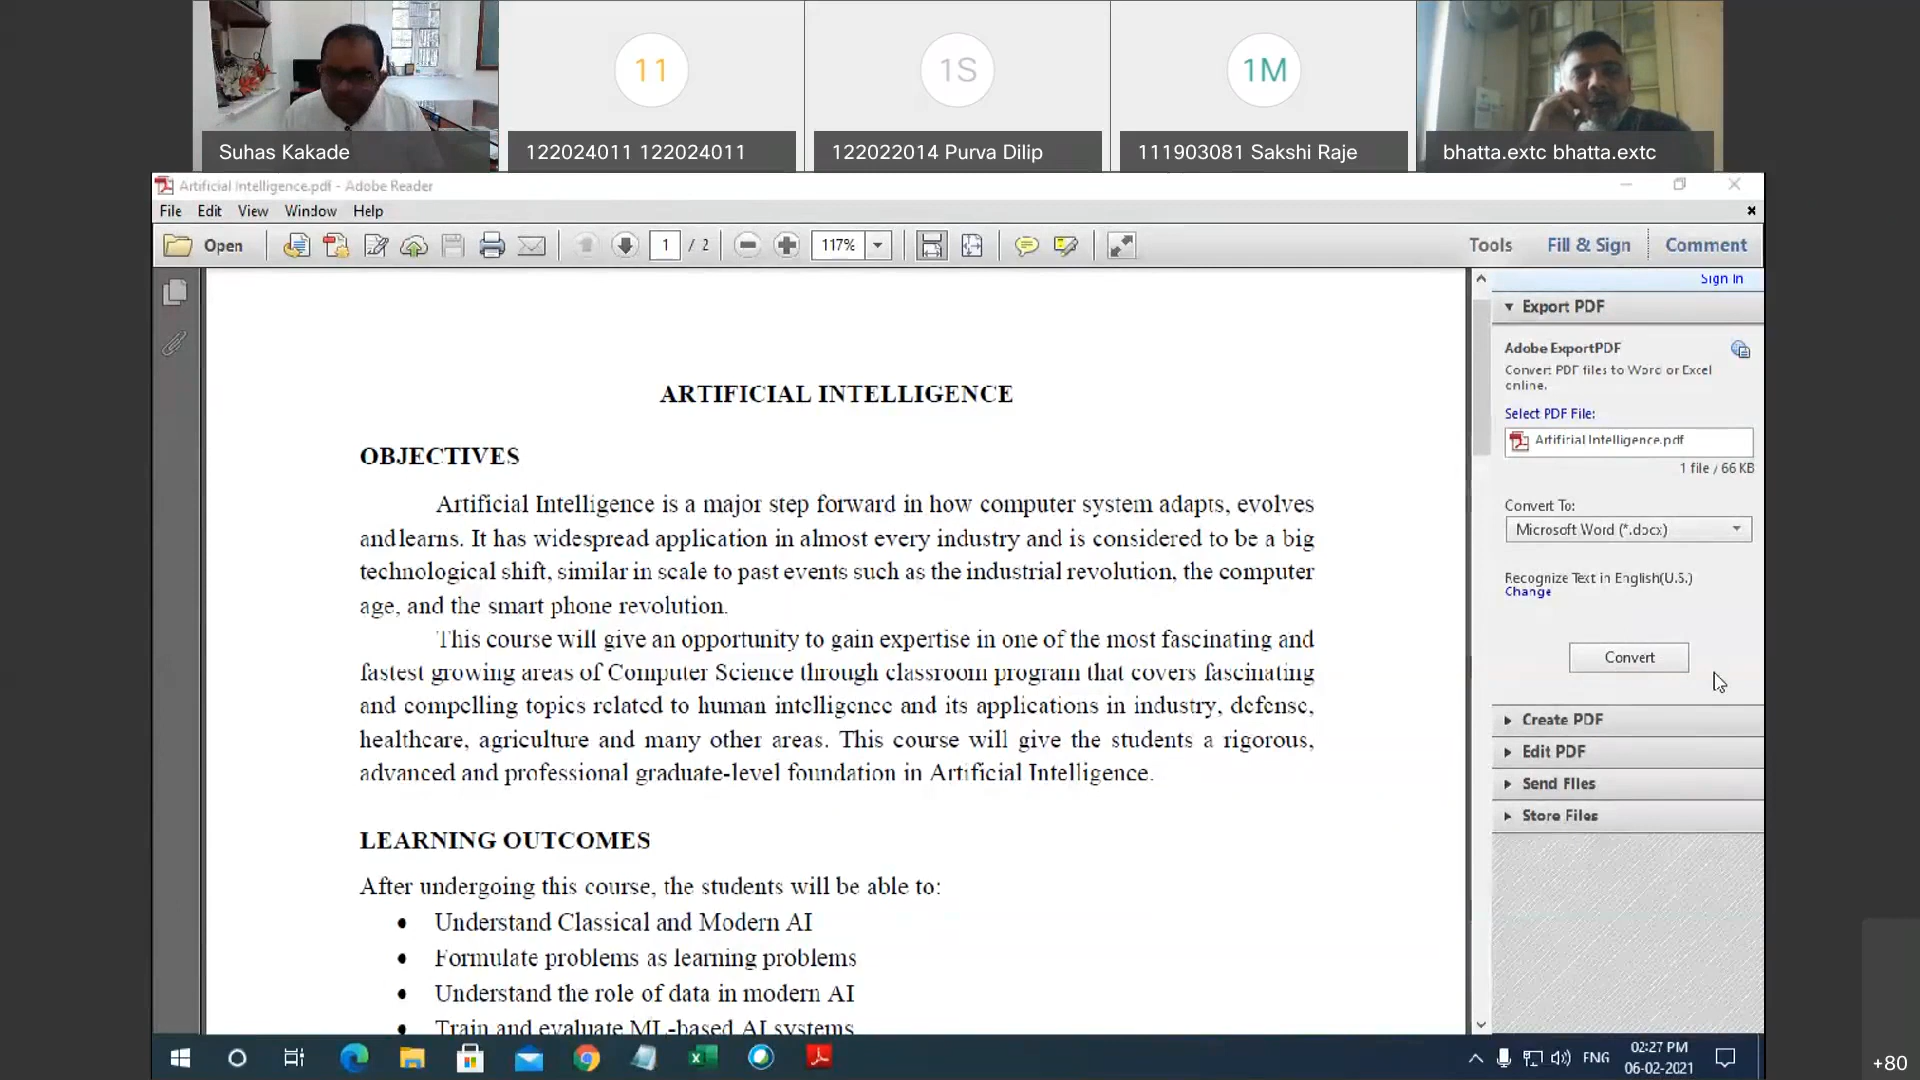 11
1S
1M
Suhas Kakade
122024011 122024011
122022014 Purva Dilip
111903081 Sakshi Raje
bhatta.extc bhatta.extc
Artificial Intelligence.pdf - Adobe Reader
File Edit View Window Help
Open
1 / 2
117%
Tools Fill & Sign Comment
Sign In
Export PDF
Adobe ExportPDF
Convert PDF files to Word or Excel
online.
Select PDF File:
Artificial Intelligence.pdf
1 file / 66 KB
Convert To:
Microsoft Word (*.docx)
Recognize Text in English(U.S.)
Change
Convert
Create PDF
Edit PDF
Send Files
Store Files
ARTIFICIAL INTELLIGENCE
OBJECTIVES
Artificial Intelligence is a major step forward in how computer system adapts, evolves
and learns. It has widespread application in almost every industry and is considered to be a big
technological shift, similar in scale to past events such as the industrial revolution, the computer
age, and the smart phone revolution.
This course will give an opportunity to gain expertise in one of the most fascinating and
fastest growing areas of Computer Science through classroom program that covers fascinating
and compelling topics related to human intelligence and its applications in industry, defense,
healthcare, agriculture and many other areas. This course will give the students a rigorous,
advanced and professional graduate-level foundation in Artificial Intelligence.
LEARNING OUTCOMES
After undergoing this course, the students will be able to:
• Understand Classical and Modern AI
• Formulate problems as learning problems
• Understand the role of data in modern AI
• Train and evaluate ML-based AI systems
ENG
02:27 PM
06-02-2021
+80